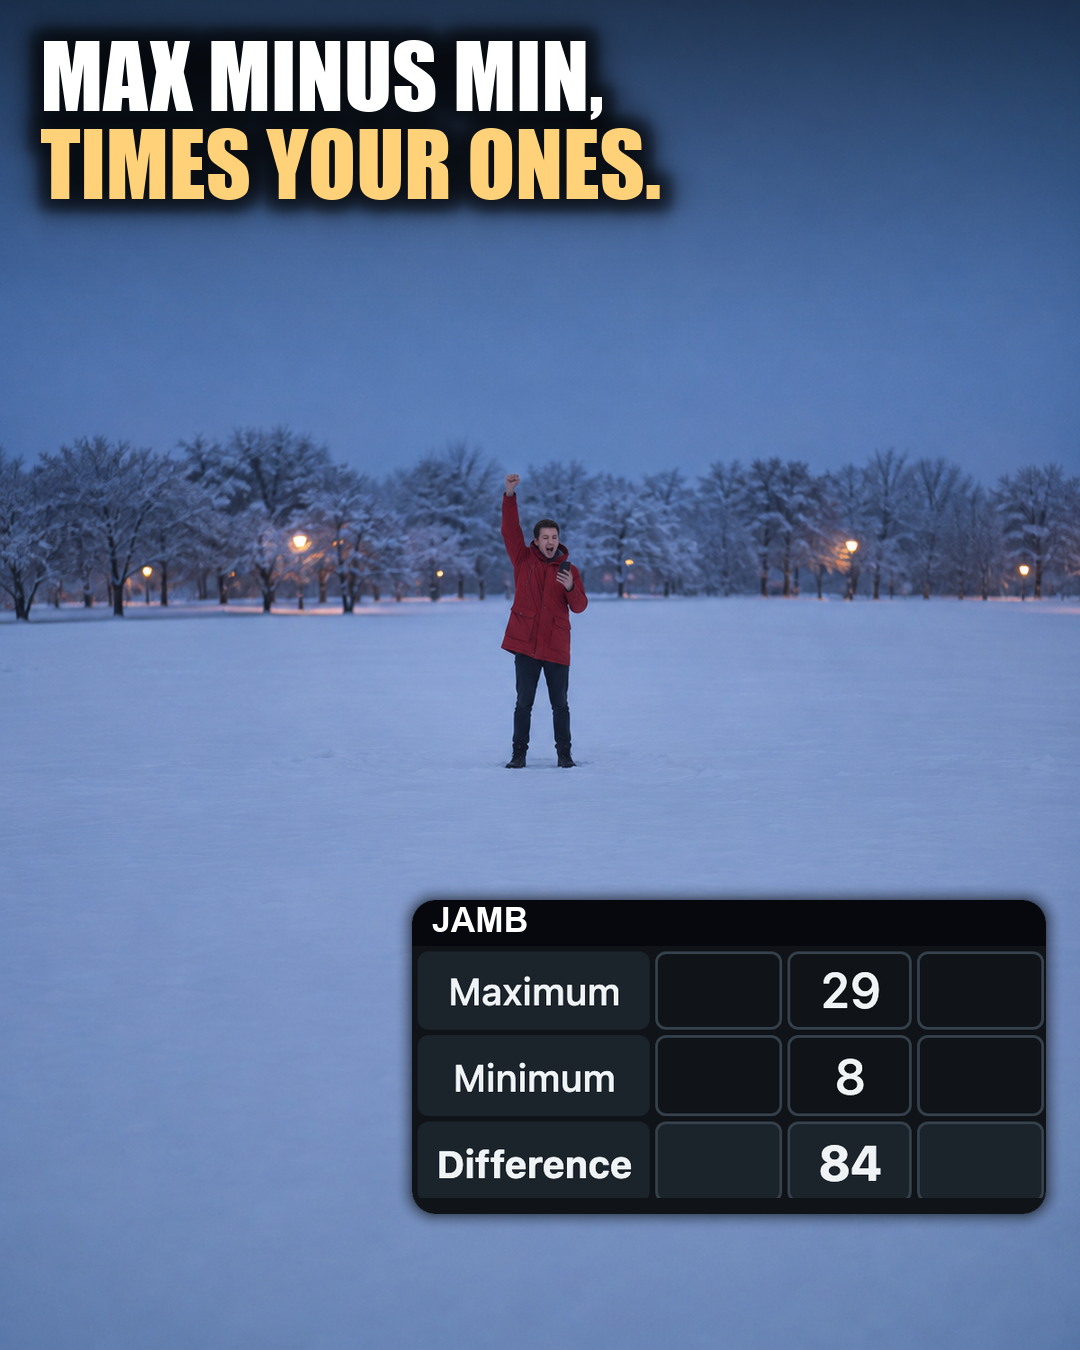 MAX MINUS MIN,
TIMES YOUR ONES.
JAMB
Maximum 29
Minimum 8
Difference 84